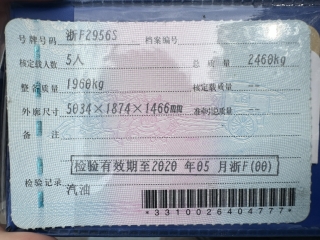 号牌号码 浙F2956S 档案编号
核定载人数 5人 总质量 2460kg
整备质量 1960kg 核定载质量 --
外廓尺寸 5034×1874×1466mm 准牵引总质量 --
备注
检验有效期至2020 年05 月浙F(00)
检验记录
汽油
*3310026404777*